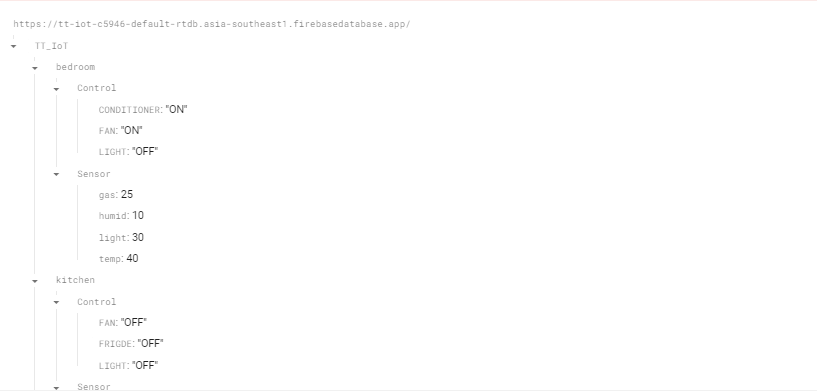 https://tt-iot-c5946-default-rtdb.asia-southeast1.firebasedatabase.app/
TT_IoT
bedroom
Control
CONDITIONER: "ON"
FAN: "ON"
LIGHT: "OFF"
Sensor
gas: 25
humid: 10
light: 30
temp: 40
kitchen
Control
FAN: "OFF"
FRIGDE: "OFF"
LIGHT: "OFF"
Sensor